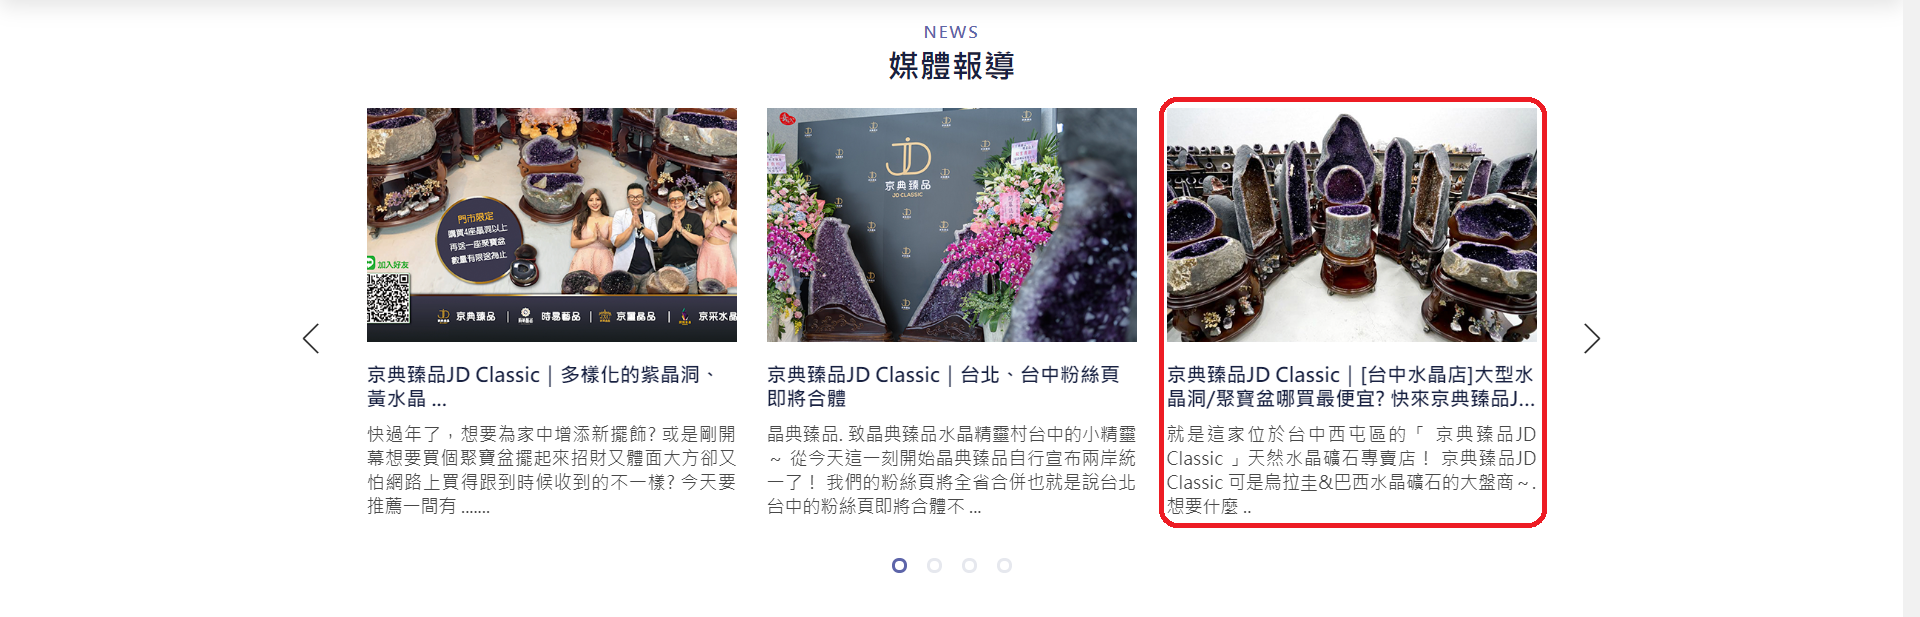 NEWS
媒體報導
門市限定
購買4座晶洞以上
再送一座聚寶盆
數量有限送為止
加入好友
JD
京典臻品
時易藝品
京畺晶品
京采水晶
JD
京典臻品
JD CLASSIC
京典臻品JD Classic｜多樣化的紫晶洞、
黃水晶 ...
快過年了，想要為家中增添新擺飾? 或是剛開
幕想要買個聚寶盆擺起來招財又體面大方卻又
怕網路上買得跟到時候收到的不一樣? 今天要
推薦一間有 .......
京典臻品JD Classic｜台北、台中粉絲頁
即將合體
晶典臻品. 致晶典臻品水晶精靈村台中的小精靈
~ 從今天這一刻開始晶典臻品自行宣布兩岸統
一了！ 我們的粉絲頁將全省合併也就是說台北
台中的粉絲頁即將合體不 ...
京典臻品JD Classic｜[台中水晶店]大型水
晶洞/聚寶盆哪買最便宜? 快來京典臻品J...
就是這家位於台中西屯區的「 京典臻品JD
Classic 」天然水晶礦石專賣店！ 京典臻品JD
Classic 可是烏拉圭&巴西水晶礦石的大盤商～.
想要什麼 ..